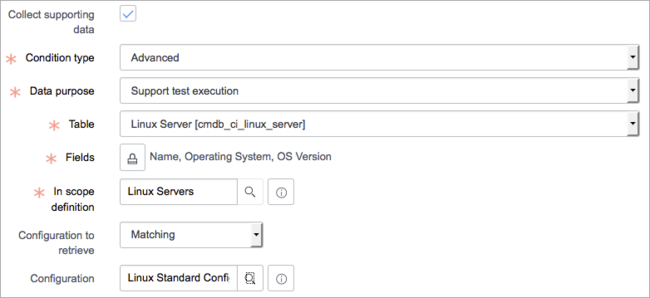 Collect supporting
data
Condition type Advanced
Data purpose Support test execution
Table Linux Server [cmdb_ci_linux_server]
Fields Name, Operating System, OS Version
In scope
definition Linux Servers
Configuration to
retrieve Matching
Configuration Linux Standard Config